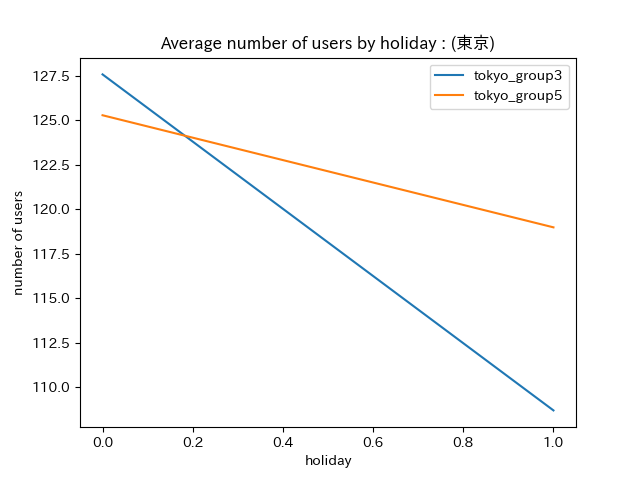 Average number of users by holiday : (東京)
tokyo_group3
tokyo_group5
number of users
127.5
125.0
122.5
120.0
117.5
115.0
112.5
110.0
0.0
0.2
0.4
0.6
0.8
1.0
holiday